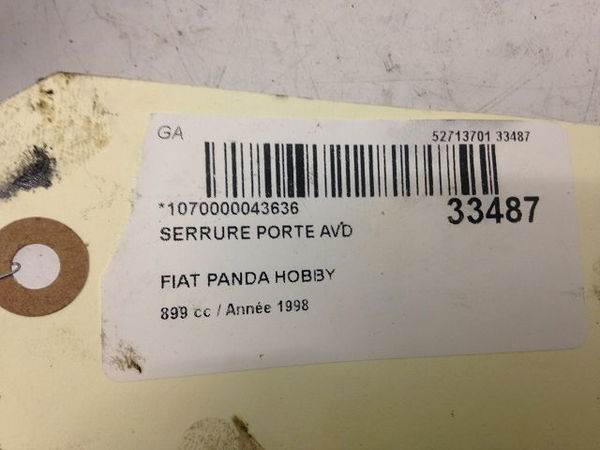 GA 52713701 33487
*1070000043636 33487
SERRURE PORTE AVD
FIAT PANDA HOBBY
899 cc / Année 1998